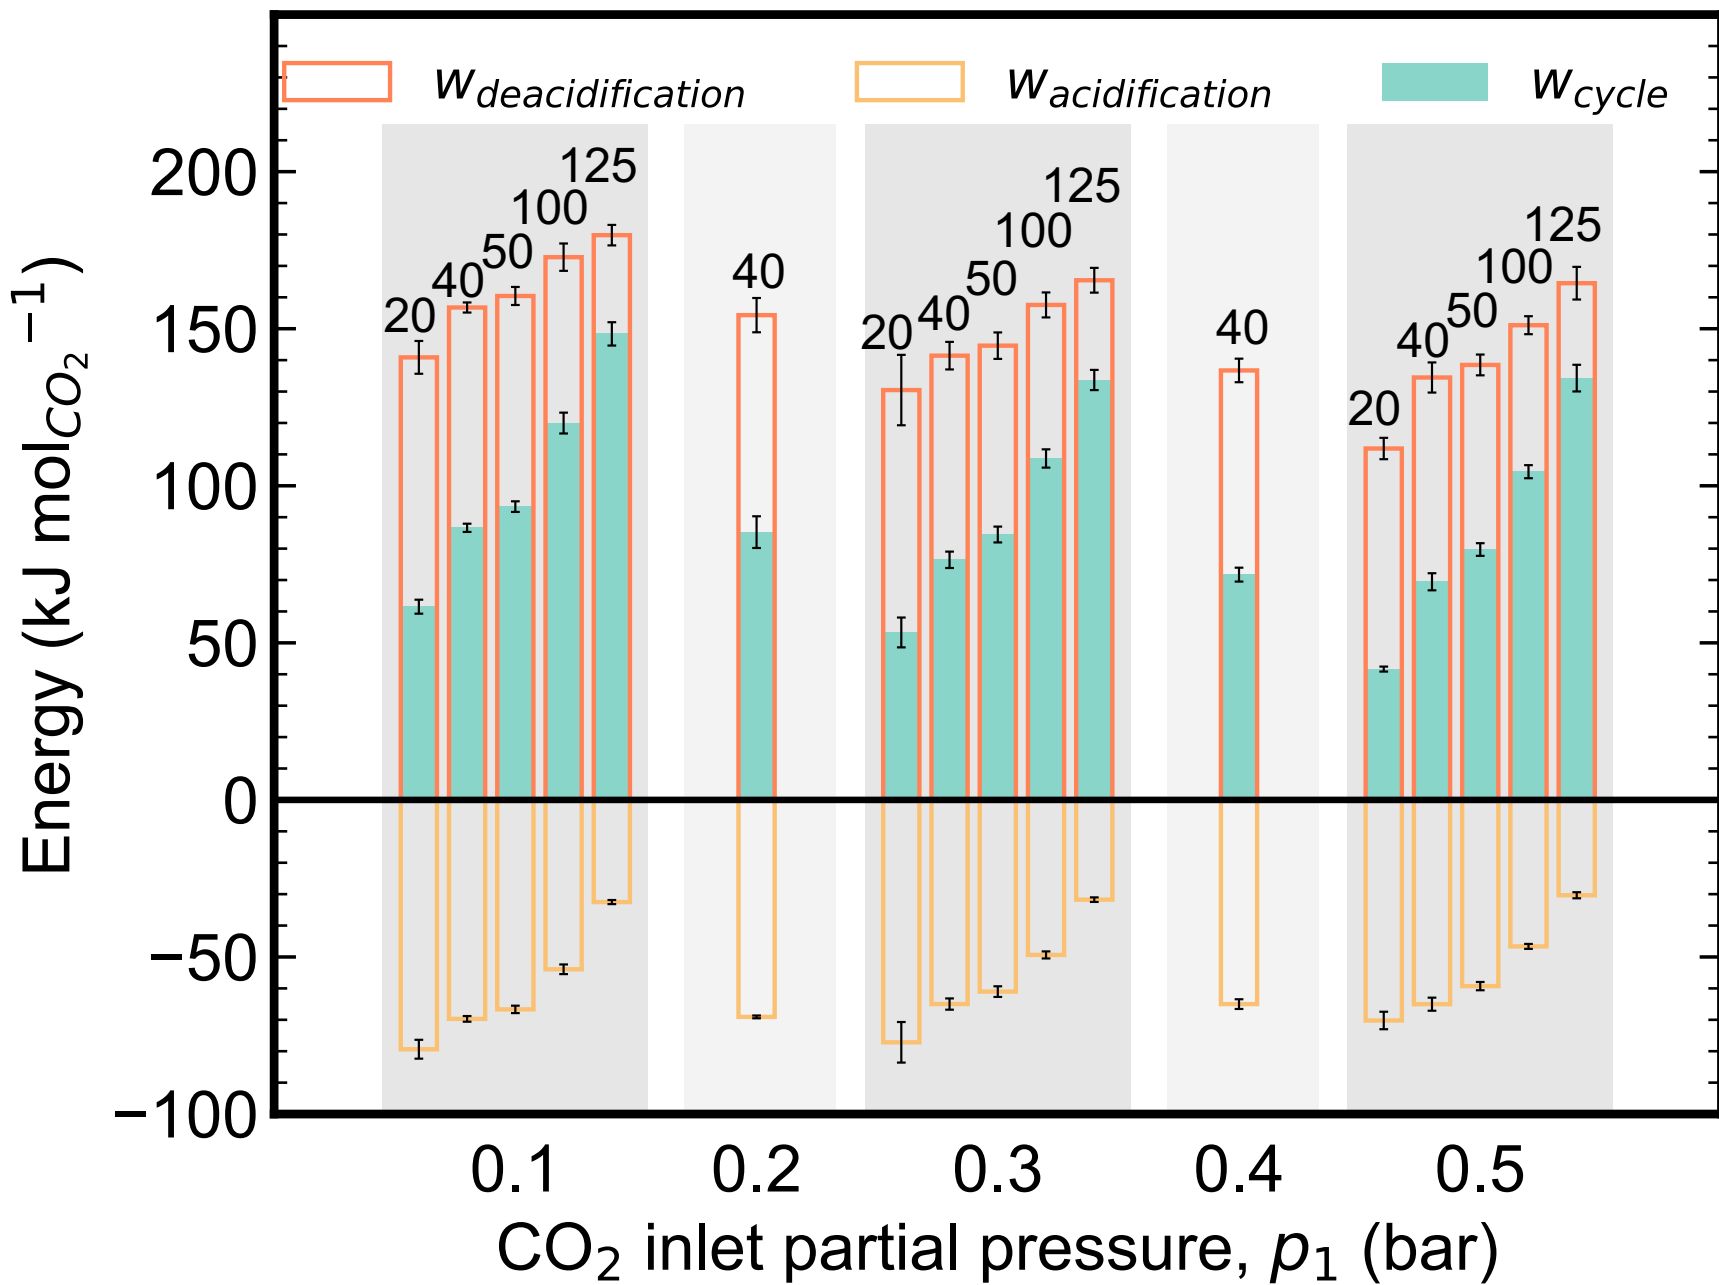 w_deacidification w_acidification w_cycle
Energy (kJ mol_CO₂⁻¹)
200
150
100
50
0
−50
−100
20 40 50 100 125
40
20 40 50 100 125
40
20 40 50 100 125
0.1 0.2 0.3 0.4 0.5
CO₂ inlet partial pressure, p₁ (bar)